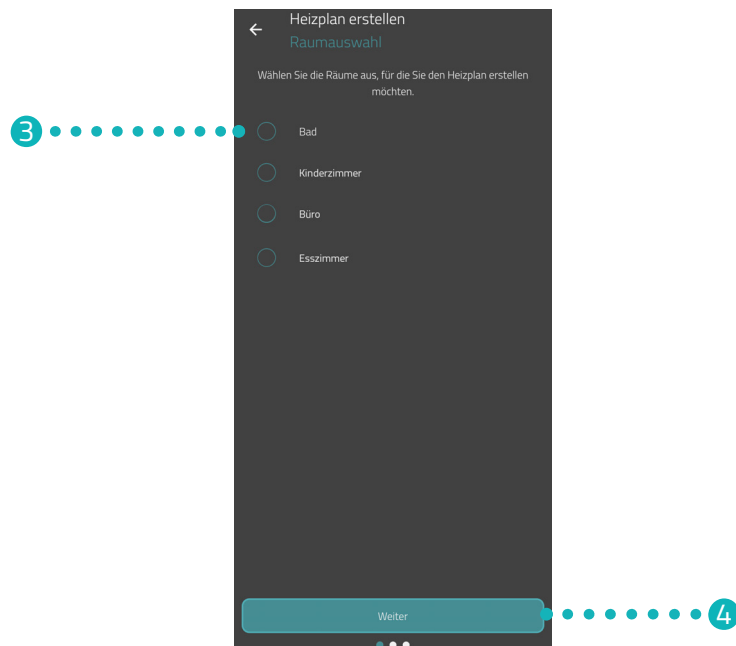 Heizplan erstellen
Raumauswahl
Wählen Sie die Räume aus, für die Sie den Heizplan erstellen
möchten.
3
Bad
Kinderzimmer
Büro
Esszimmer
Weiter
4